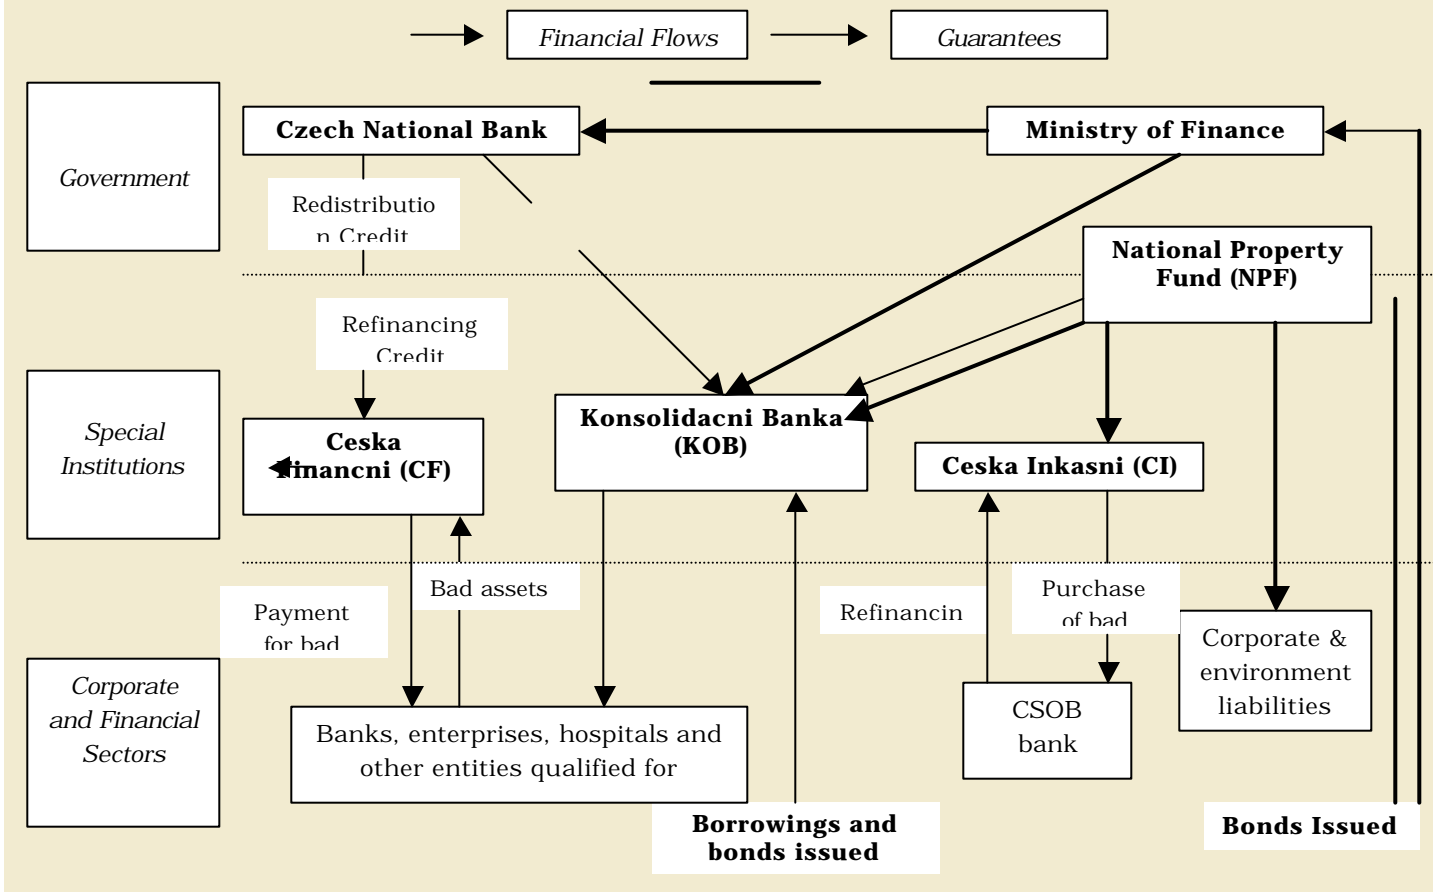 Financial Flows
Guarantees
Government
Czech National Bank
Ministry of Finance
Redistributio
n Credit
National Property
Fund (NPF)
Refinancing
Credit
Special
Institutions
Ceska
Financni (CF)
Konsolidacni Banka
(KOB)
Ceska Inkasni (CI)
Payment
for bad
Bad assets
Refinancin
Purchase
of bad
Corporate &
environment
liabilities
Corporate
and Financial
Sectors
Banks, enterprises, hospitals and
other entities qualified for
CSOB
bank
Borrowings and
bonds issued
Bonds Issued